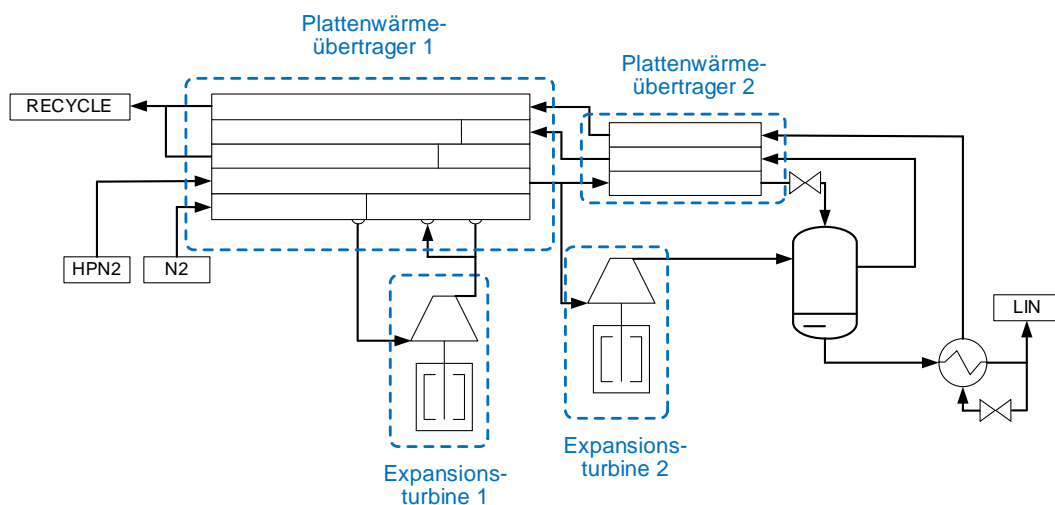 Plattenwärme-
übertrager 1
Plattenwärme-
übertrager 2
RECYCLE
HPN2
N2
LIN
Expansions-
turbine 1
Expansions-
turbine 2